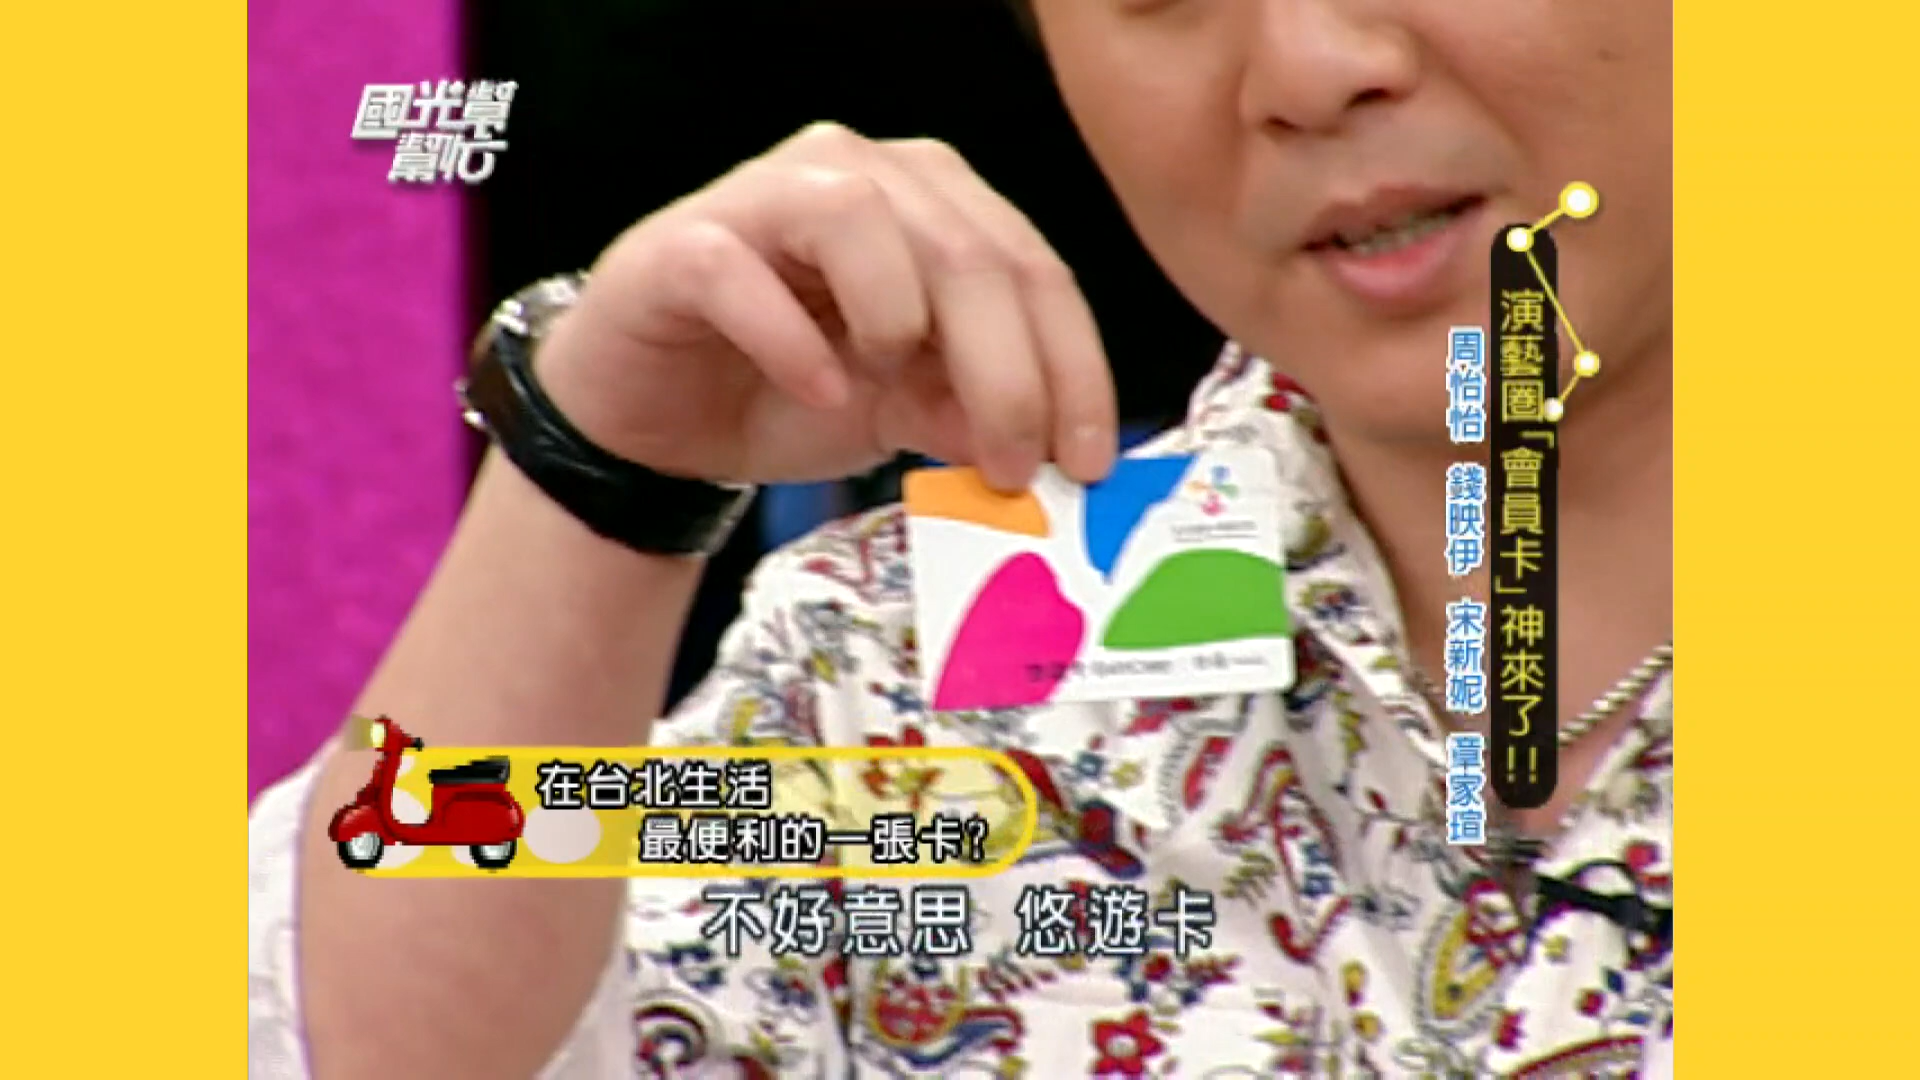 國光幫
幫忙
演藝圈「會員卡」神來了!!
周怡怡 錢映伊 宋新妮 章家瑄
在台北生活
最便利的一張卡?
不好意思 悠遊卡